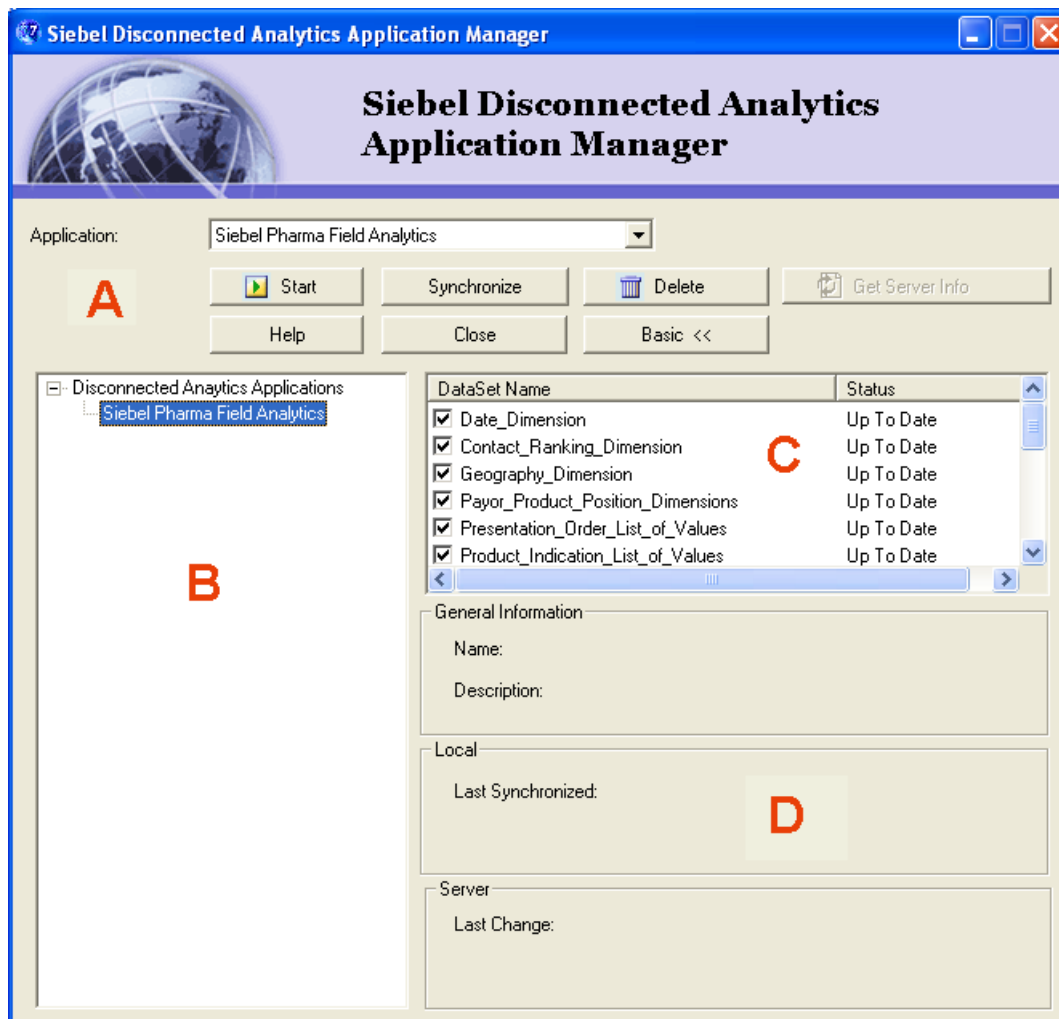 Siebel Disconnected Analytics Application Manager
Siebel Disconnected Analytics
Application Manager
Application:
Siebel Pharma Field Analytics
A
Start
Synchronize
Delete
Get Server Info
Help
Close
Basic <<
Disconnected Anaytics Applications
Siebel Pharma Field Analytics
B
DataSet Name Status
Date_Dimension Up To Date
Contact_Ranking_Dimension Up To Date
Geography_Dimension Up To Date
Payor_Product_Position_Dimensions Up To Date
Presentation_Order_List_of_Values Up To Date
Product_Indication_List_of_Values Up To Date
C
General Information
Name:
Description:
Local
Last Synchronized:
D
Server
Last Change: